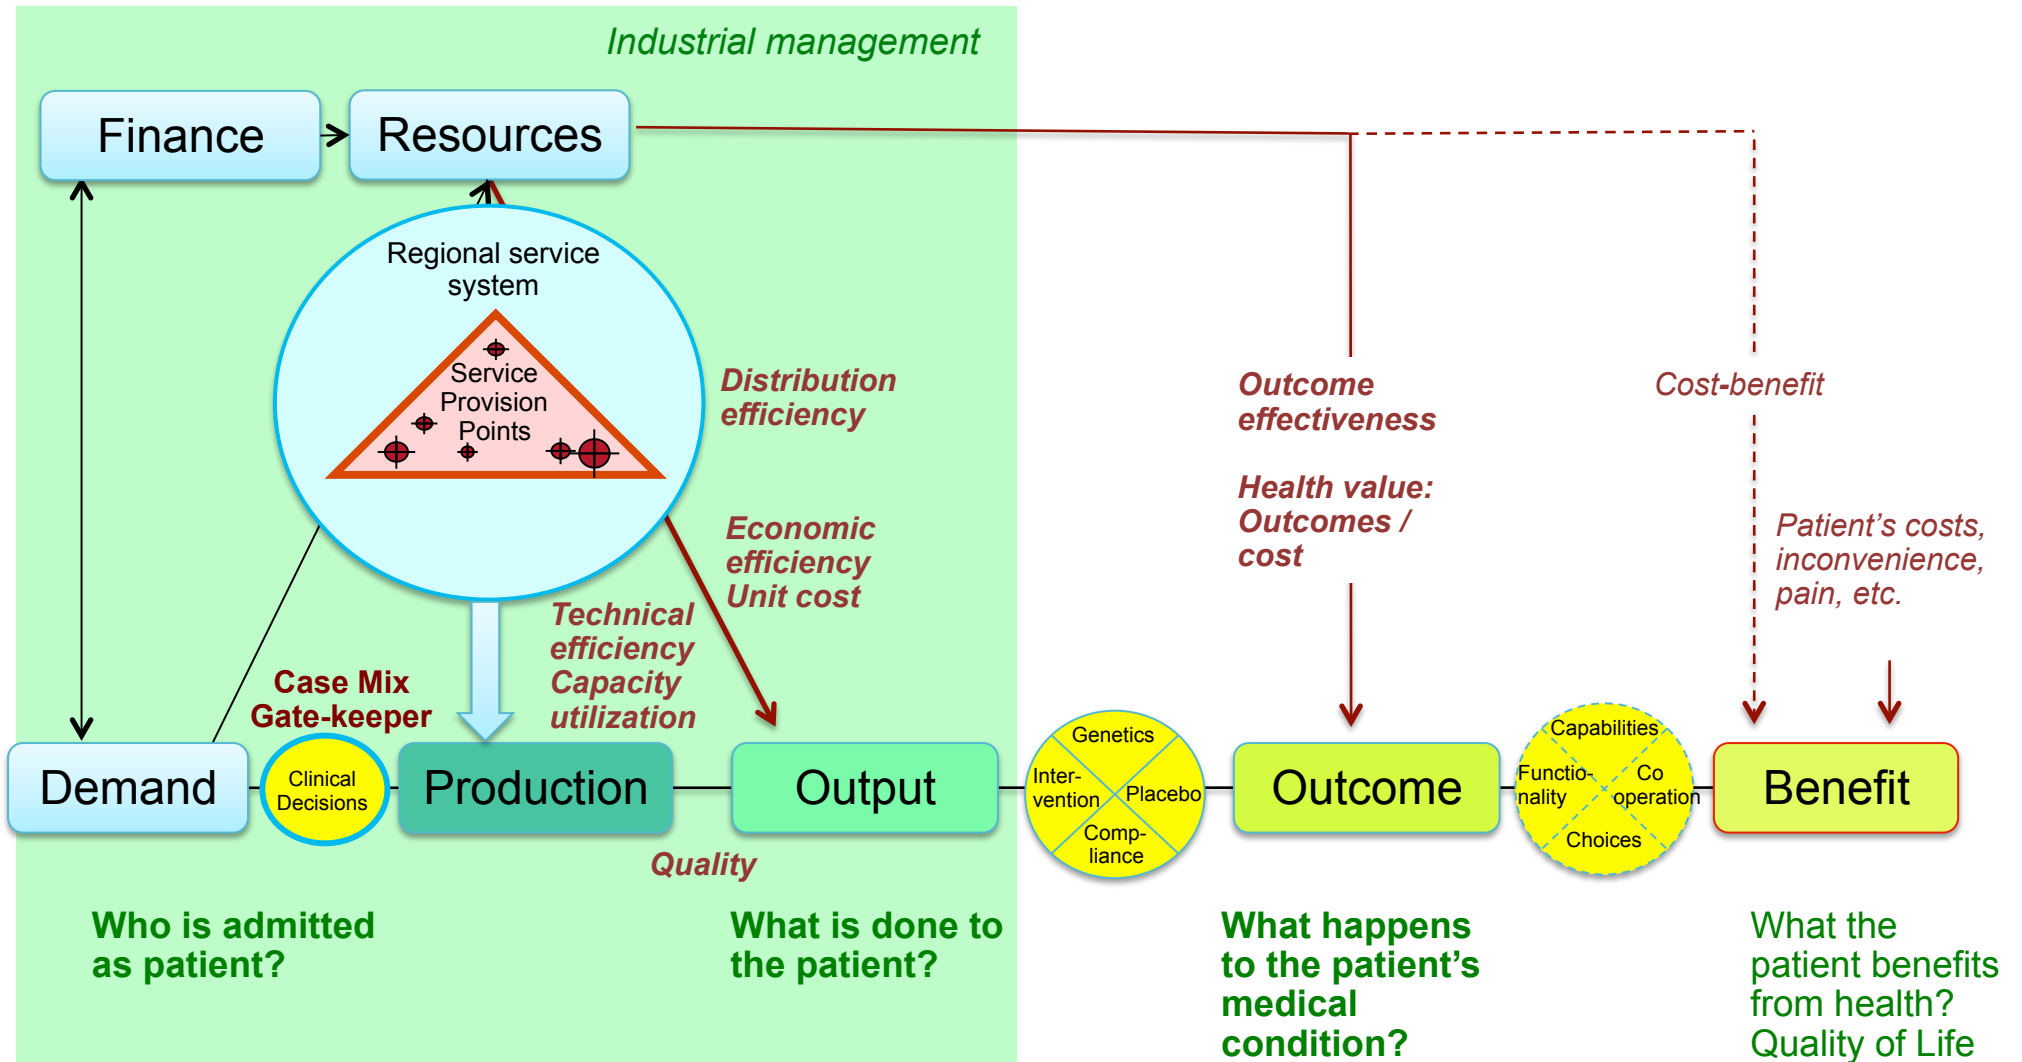 Industrial management
Finance
Resources
Regional service
system
Service
Provision
Points
Distribution
efficiency
Outcome
effectiveness
Health value:
Outcomes /
cost
Cost-benefit
Patient's costs,
inconvenience,
pain, etc.
Economic
efficiency
Unit cost
Technical
efficiency
Capacity
utilization
Case Mix
Gate-keeper
Demand
Clinical
Decisions
Production
Output
Genetics
Inter-
vention
Placebo
Comp-
liance
Outcome
Capabilities
Functio-
nality
Co
operation
Choices
Benefit
Quality
Who is admitted
as patient?
What is done to
the patient?
What happens
to the patient's
medical
condition?
What the
patient benefits
from health?
Quality of Life